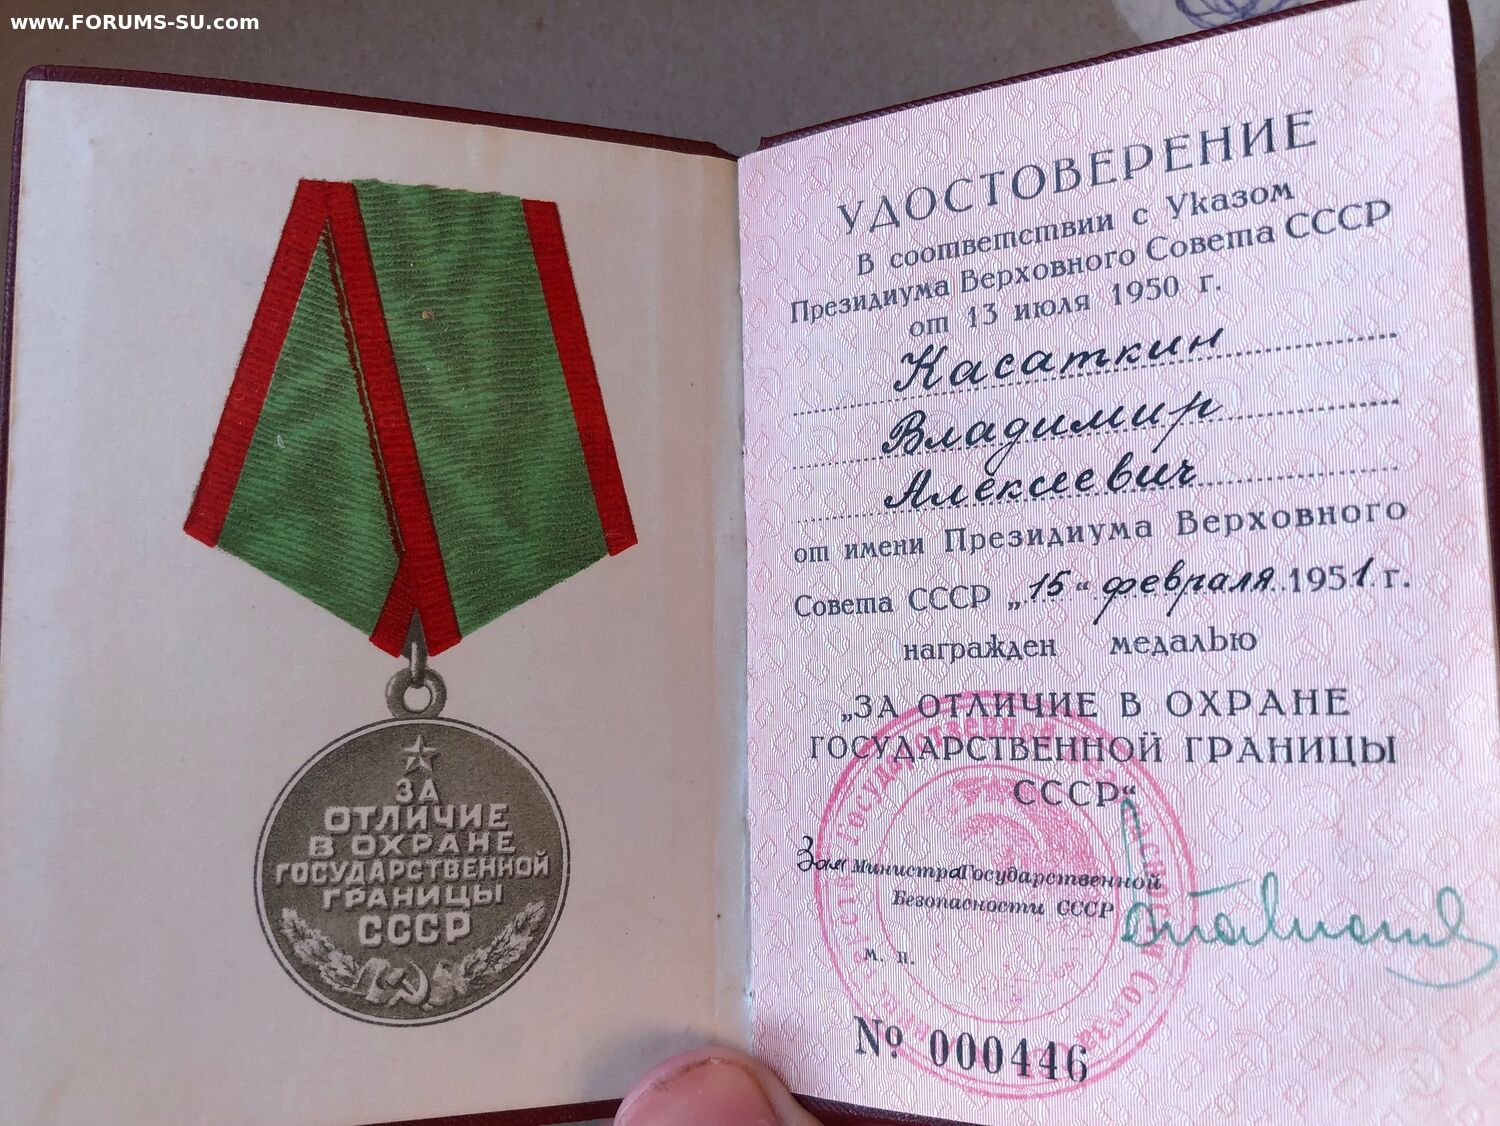 www.FORUMS-SU.com
ЗА
ОТЛИЧИЕ
В ОХРАНЕ
ГОСУДАРСТВЕННОЙ
ГРАНИЦЫ
СССР
УДОСТОВЕРЕНИЕ
В соответствии с Указом
Президиума Верховного Совета СССР
от 13 июля 1950 г.
Касаткин
Владимир
Алексеевич
от имени Президиума Верховного
Совета СССР „15“ февраля 1951 г.
награжден медалью
„ЗА ОТЛИЧИЕ В ОХРАНЕ
ГОСУДАРСТВЕННОЙ ГРАНИЦЫ
СССР“
Зам Министра Государственной
Безопасности СССР
м. п.
№ 000446